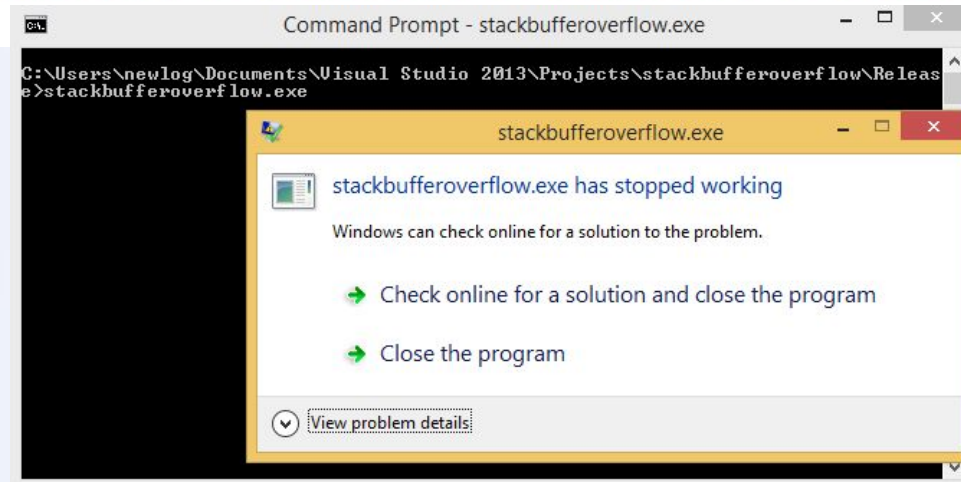 Command Prompt - stackbufferoverflow.exe
C:\Users\newlog\Documents\Visual Studio 2013\Projects\stackbufferoverflow\Releas
e>stackbufferoverflow.exe
stackbufferoverflow.exe
stackbufferoverflow.exe has stopped working
Windows can check online for a solution to the problem.
Check online for a solution and close the program
Close the program
View problem details